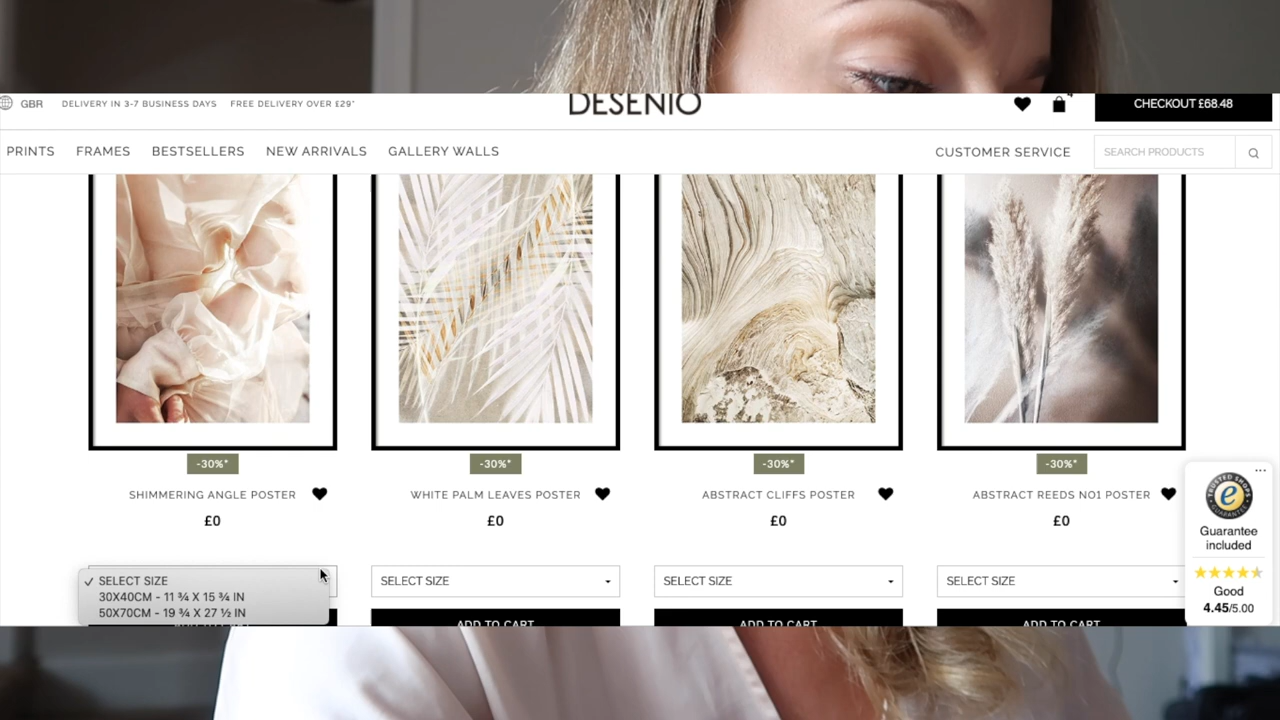 GBR DELIVERY IN 3-7 BUSINESS DAYS FREE DELIVERY OVER £29* DESENIO CHECKOUT £68.48
PRINTS FRAMES BESTSELLERS NEW ARRIVALS GALLERY WALLS CUSTOMER SERVICE SEARCH PRODUCTS
-30%* -30%* -30%* -30%*
SHIMMERING ANGLE POSTER WHITE PALM LEAVES POSTER ABSTRACT CLIFFS POSTER ABSTRACT REEDS NO1 POSTER
£0 £0 £0 £0
✓ SELECT SIZE SELECT SIZE SELECT SIZE SELECT SIZE
30X40CM - 11 ¾ X 15 ¾ IN
50X70CM - 19 ¾ X 27 ½ IN
ADD TO CART ADD TO CART ADD TO CART
TRUSTED SHOPS GUARANTEE
e
Guarantee
included
Good
4.45/5.00